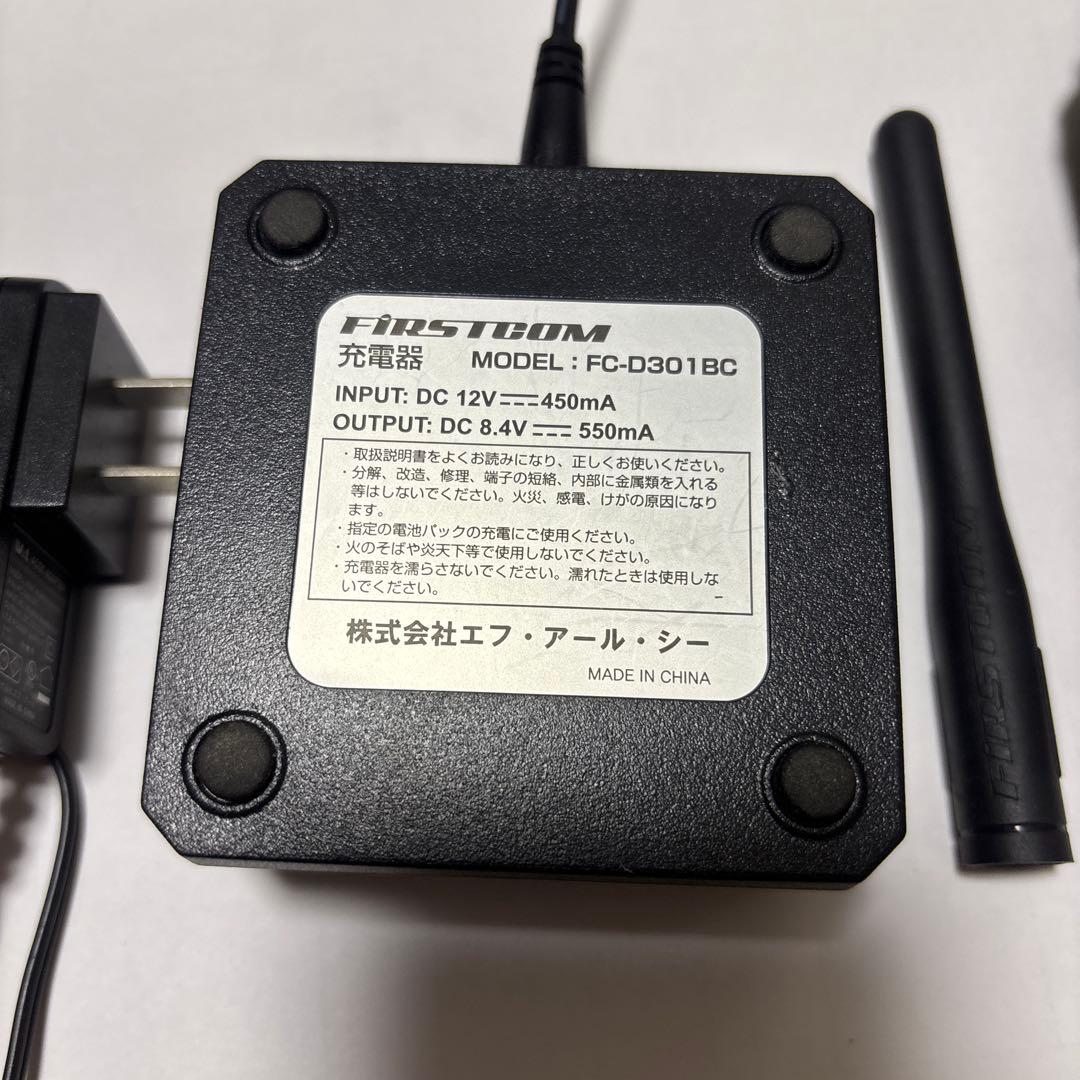 FiRSTCOM
充電器 MODEL : FC-D301BC
INPUT: DC 12V⎓450mA
OUTPUT: DC 8.4V⎓ 550mA
・取扱説明書をよくお読みになり、正しくお使いください。
・分解、改造、修理、端子の短絡、内部に金属類を入れる
等はしないでください。火災、感電、けがの原因になり
ます。
・指定の電池パックの充電にご使用ください。
・火のそばや炎天下等で使用しないでください。
・充電器を濡らさないでください。濡れたときは使用しな
いでください。
株式会社エフ・アール・シー
MADE IN CHINA
FiRSTCOM